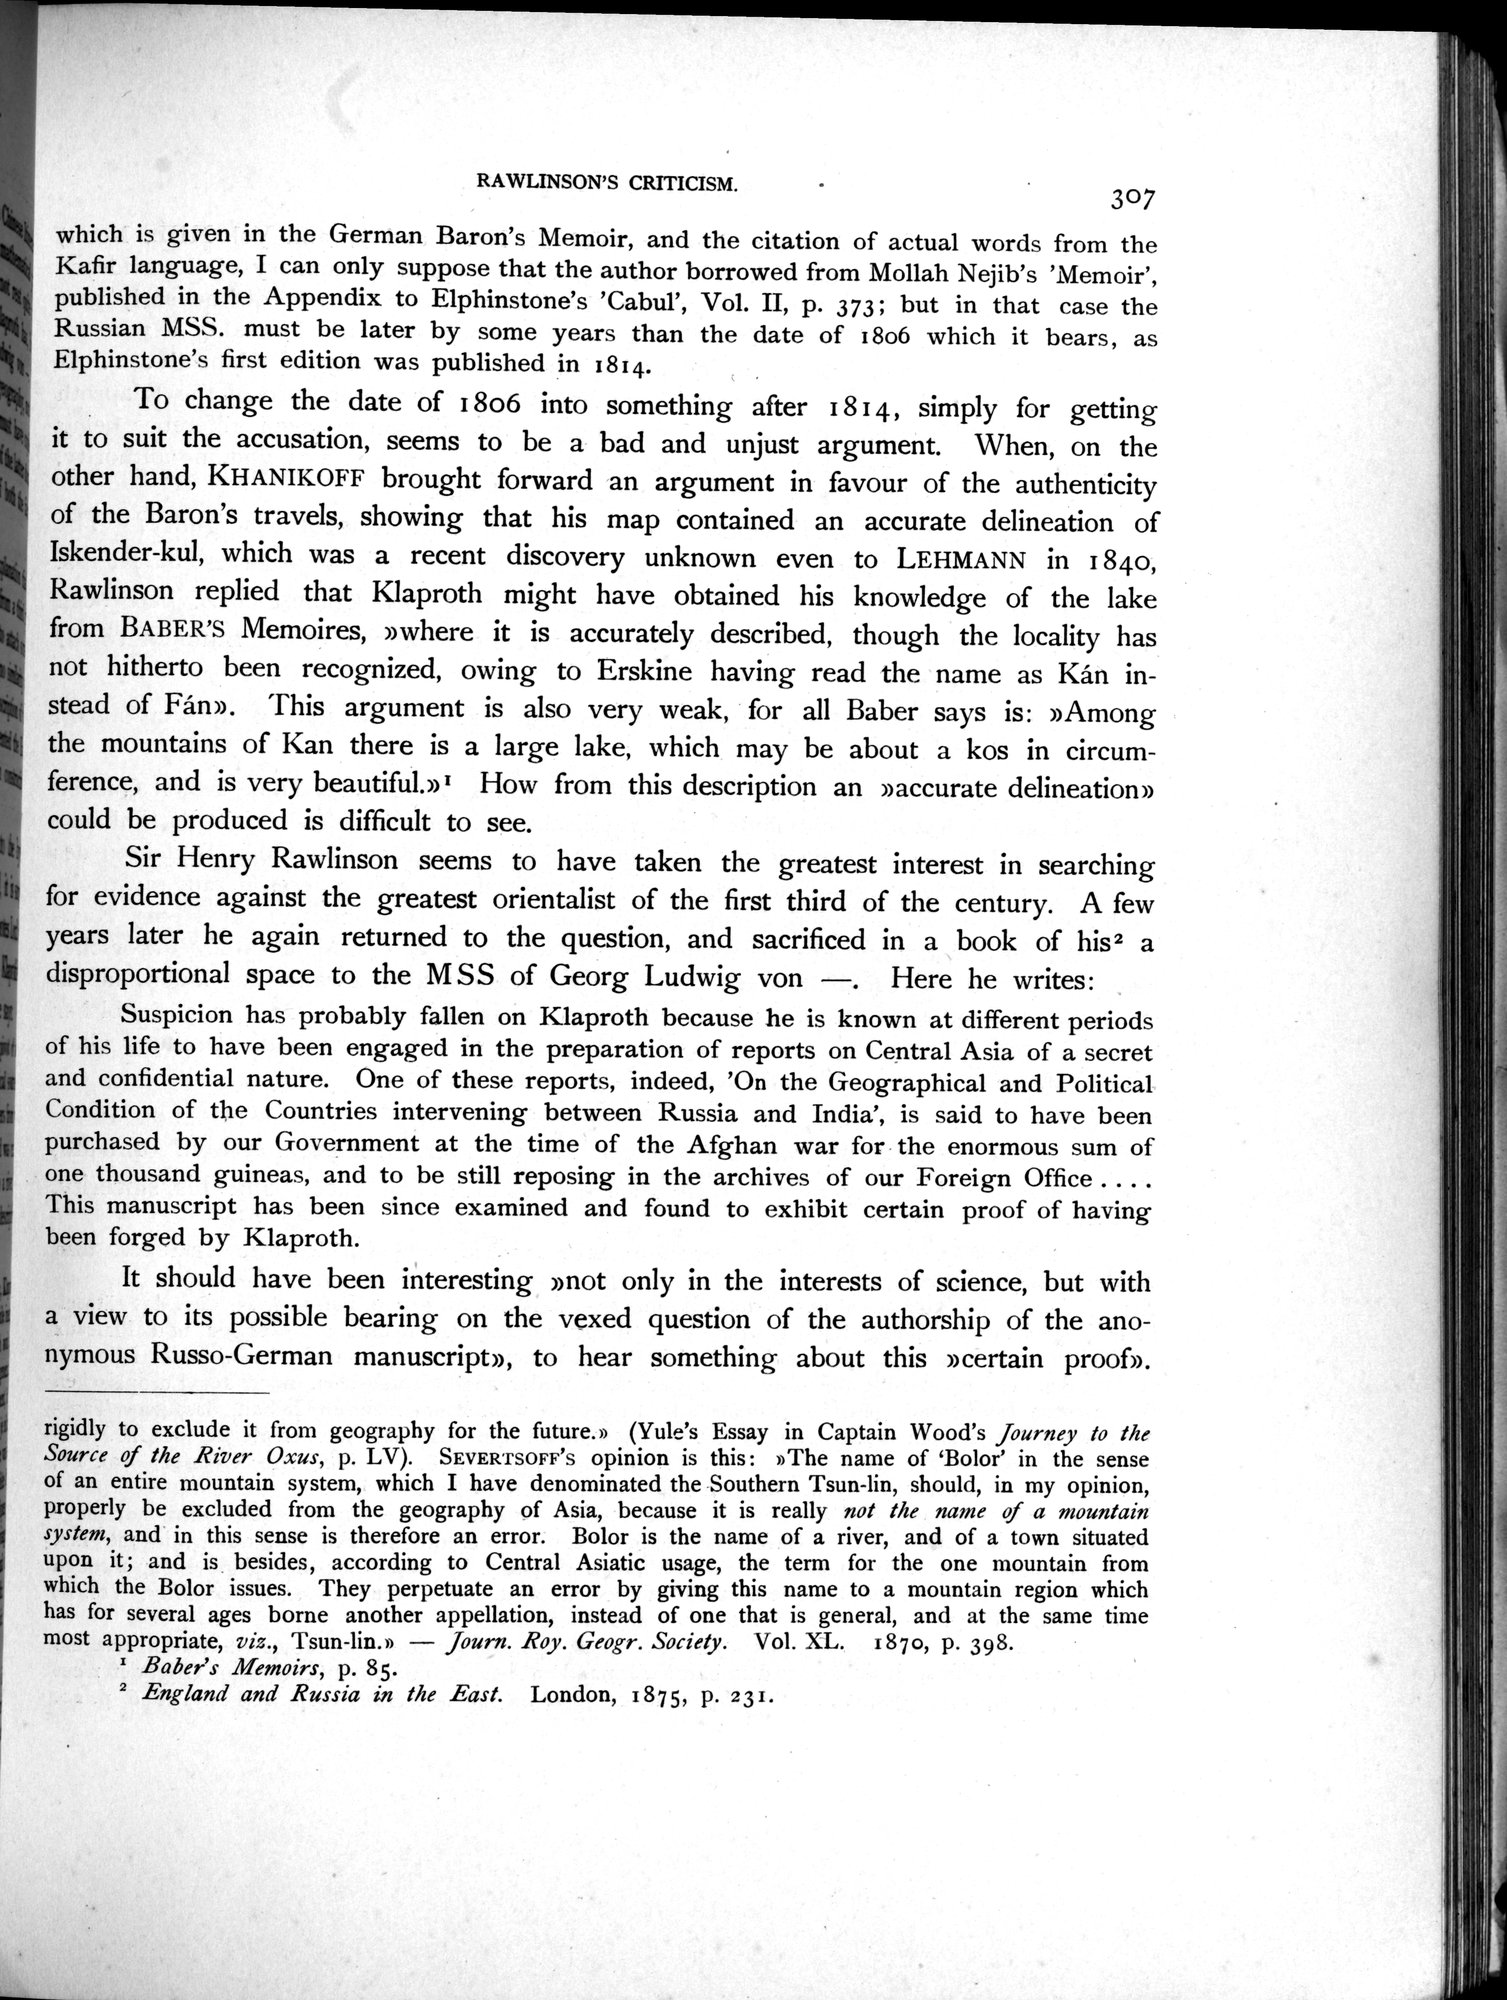 RAWLINSON'S CRITICISM.
307
which is given in the German Baron's Memoir, and the citation of actual words from the
Kafir language, I can only suppose that the author borrowed from Mollah Nejib's 'Memoir',
published in the Appendix to Elphinstone's 'Cabul', Vol. II, p. 373; but in that case the
Russian MSS. must be later by some years than the date of 1806 which it bears, as
Elphinstone's first edition was published in 1814.
To change the date of 1806 into something after 1814, simply for getting
it to suit the accusation, seems to be a bad and unjust argument. When, on the
other hand, KHANIKOFF brought forward an argument in favour of the authenticity
of the Baron's travels, showing that his map contained an accurate delineation of
Iskender-kul, which was a recent discovery unknown even to LEHMANN in 1840,
Rawlinson replied that Klaproth might have obtained his knowledge of the lake
from BABER'S Memoires, »where it is accurately described, though the locality has
not hitherto been recognized, owing to Erskine having read the name as Kán in-
stead of Fán». This argument is also very weak, for all Baber says is: »Among
the mountains of Kan there is a large lake, which may be about a kos in circum-
ference, and is very beautiful.»¹ How from this description an »accurate delineation»
could be produced is difficult to see.
Sir Henry Rawlinson seems to have taken the greatest interest in searching
for evidence against the greatest orientalist of the first third of the century. A few
years later he again returned to the question, and sacrificed in a book of his² a
disproportional space to the MSS of Georg Ludwig von —. Here he writes:
Suspicion has probably fallen on Klaproth because he is known at different periods
of his life to have been engaged in the preparation of reports on Central Asia of a secret
and confidential nature. One of these reports, indeed, 'On the Geographical and Political
Condition of the Countries intervening between Russia and India', is said to have been
purchased by our Government at the time of the Afghan war for the enormous sum of
one thousand guineas, and to be still reposing in the archives of our Foreign Office ....
This manuscript has been since examined and found to exhibit certain proof of having
been forged by Klaproth.
It should have been interesting »not only in the interests of science, but with
a view to its possible bearing on the vexed question of the authorship of the ano-
nymous Russo-German manuscript», to hear something about this »certain proof».
rigidly to exclude it from geography for the future.» (Yule's Essay in Captain Wood's Journey to the
Source of the River Oxus, p. LV). SEVERTSOFF'S opinion is this: »The name of 'Bolor' in the sense
of an entire mountain system, which I have denominated the Southern Tsun-lin, should, in my opinion,
properly be excluded from the geography of Asia, because it is really not the name of a mountain
system, and in this sense is therefore an error. Bolor is the name of a river, and of a town situated
upon it; and is besides, according to Central Asiatic usage, the term for the one mountain from
which the Bolor issues. They perpetuate an error by giving this name to a mountain region which
has for several ages borne another appellation, instead of one that is general, and at the same time
most appropriate, viz., Tsun-lin.» — Journ. Roy. Geogr. Society. Vol. XL. 1870, p. 398.
¹ Baber's Memoirs, p. 85.
² England and Russia in the East. London, 1875, p. 231.